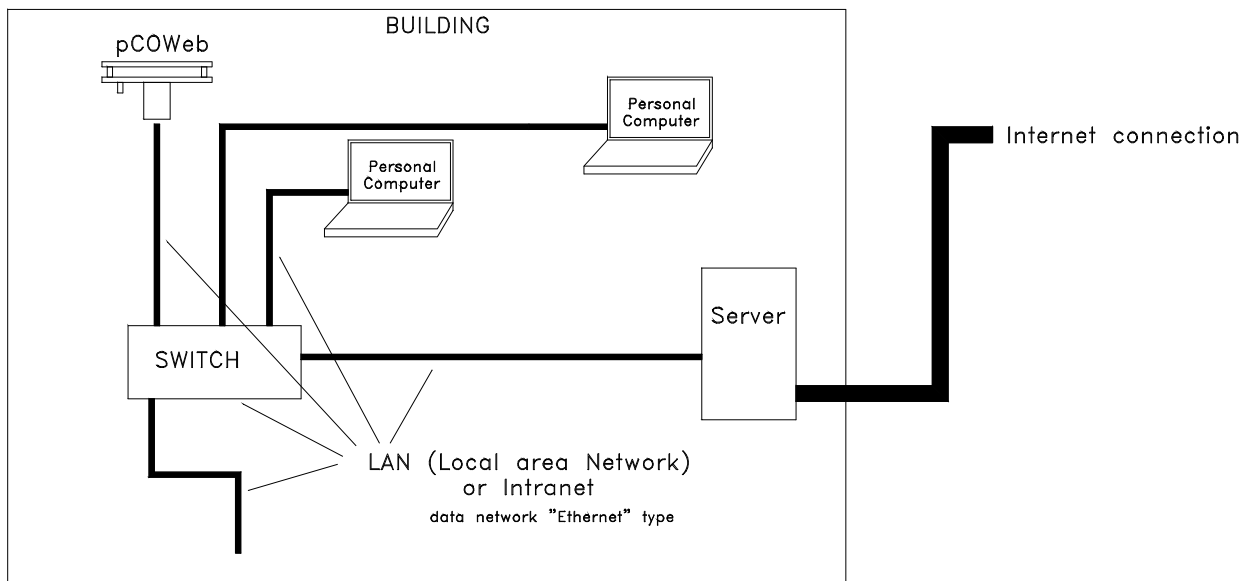 BUILDING
pCOWeb
Personal
Computer
Personal
Computer
Internet connection
Server
SWITCH
LAN (Local area Network)
or Intranet
data network "Ethernet" type